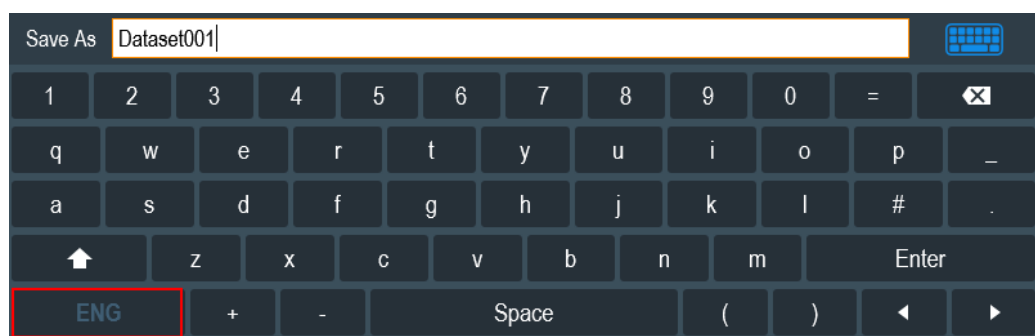 Save As Dataset001
1 2 3 4 5 6 7 8 9 0 =
q w e r t y u i o p _
a s d f g h j k l # .
z x c v b n m Enter
ENG + - Space ( )